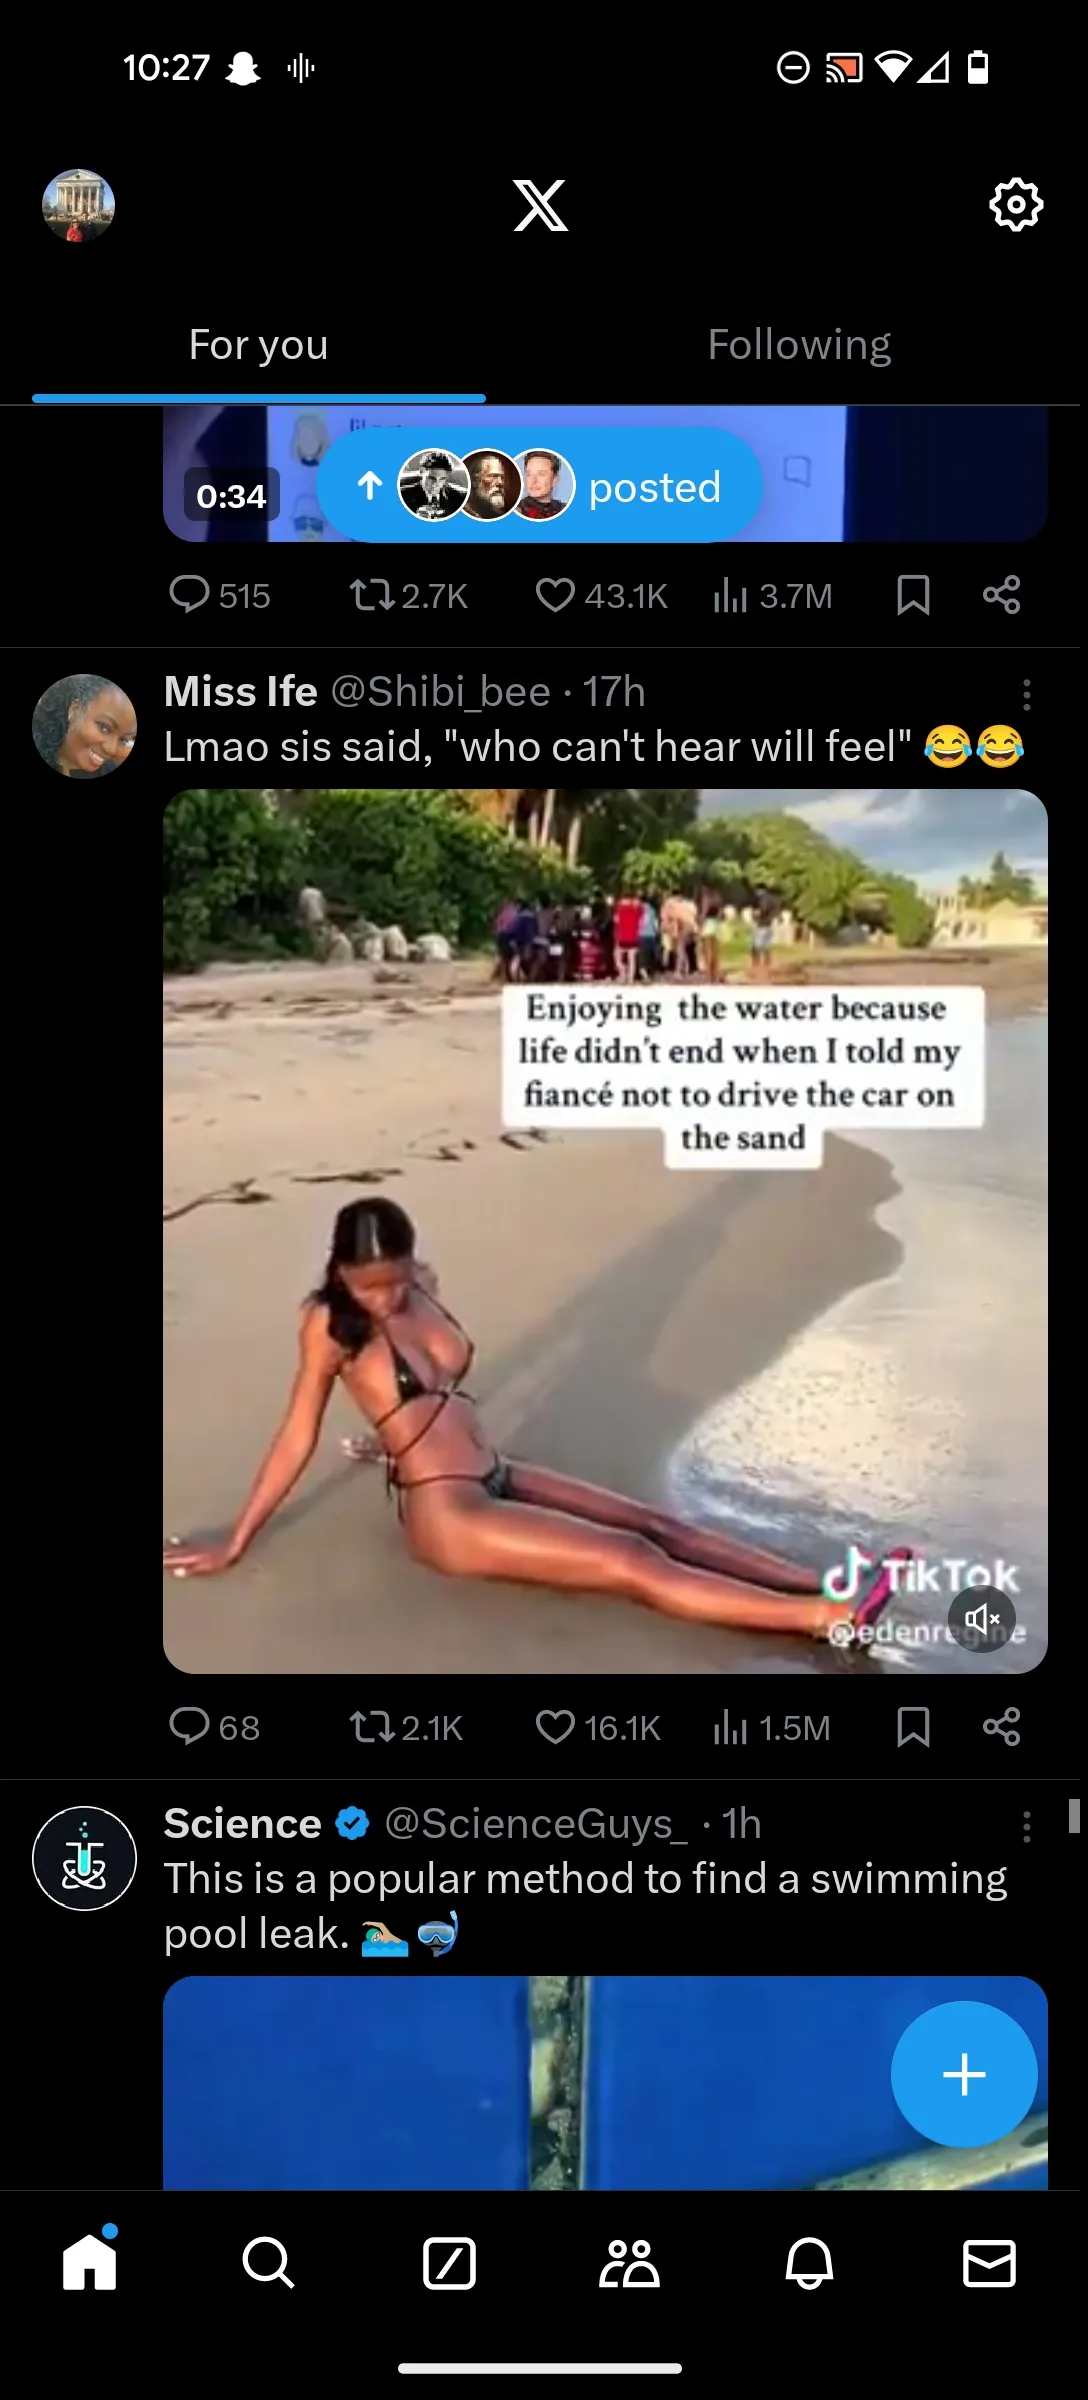 10:27
For you Following
0:34
posted
515 2.7K 43.1K 3.7M
Miss Ife @Shibi_bee · 17h
Lmao sis said, "who can't hear will feel" 😂😂
Enjoying the water because
life didn't end when I told my
fiancé not to drive the car on
the sand
TikTok
68 2.1K 16.1K 1.5M
Science @ScienceGuys_ · 1h
This is a popular method to find a swimming
pool leak. 🏊🏼‍♂️🤿